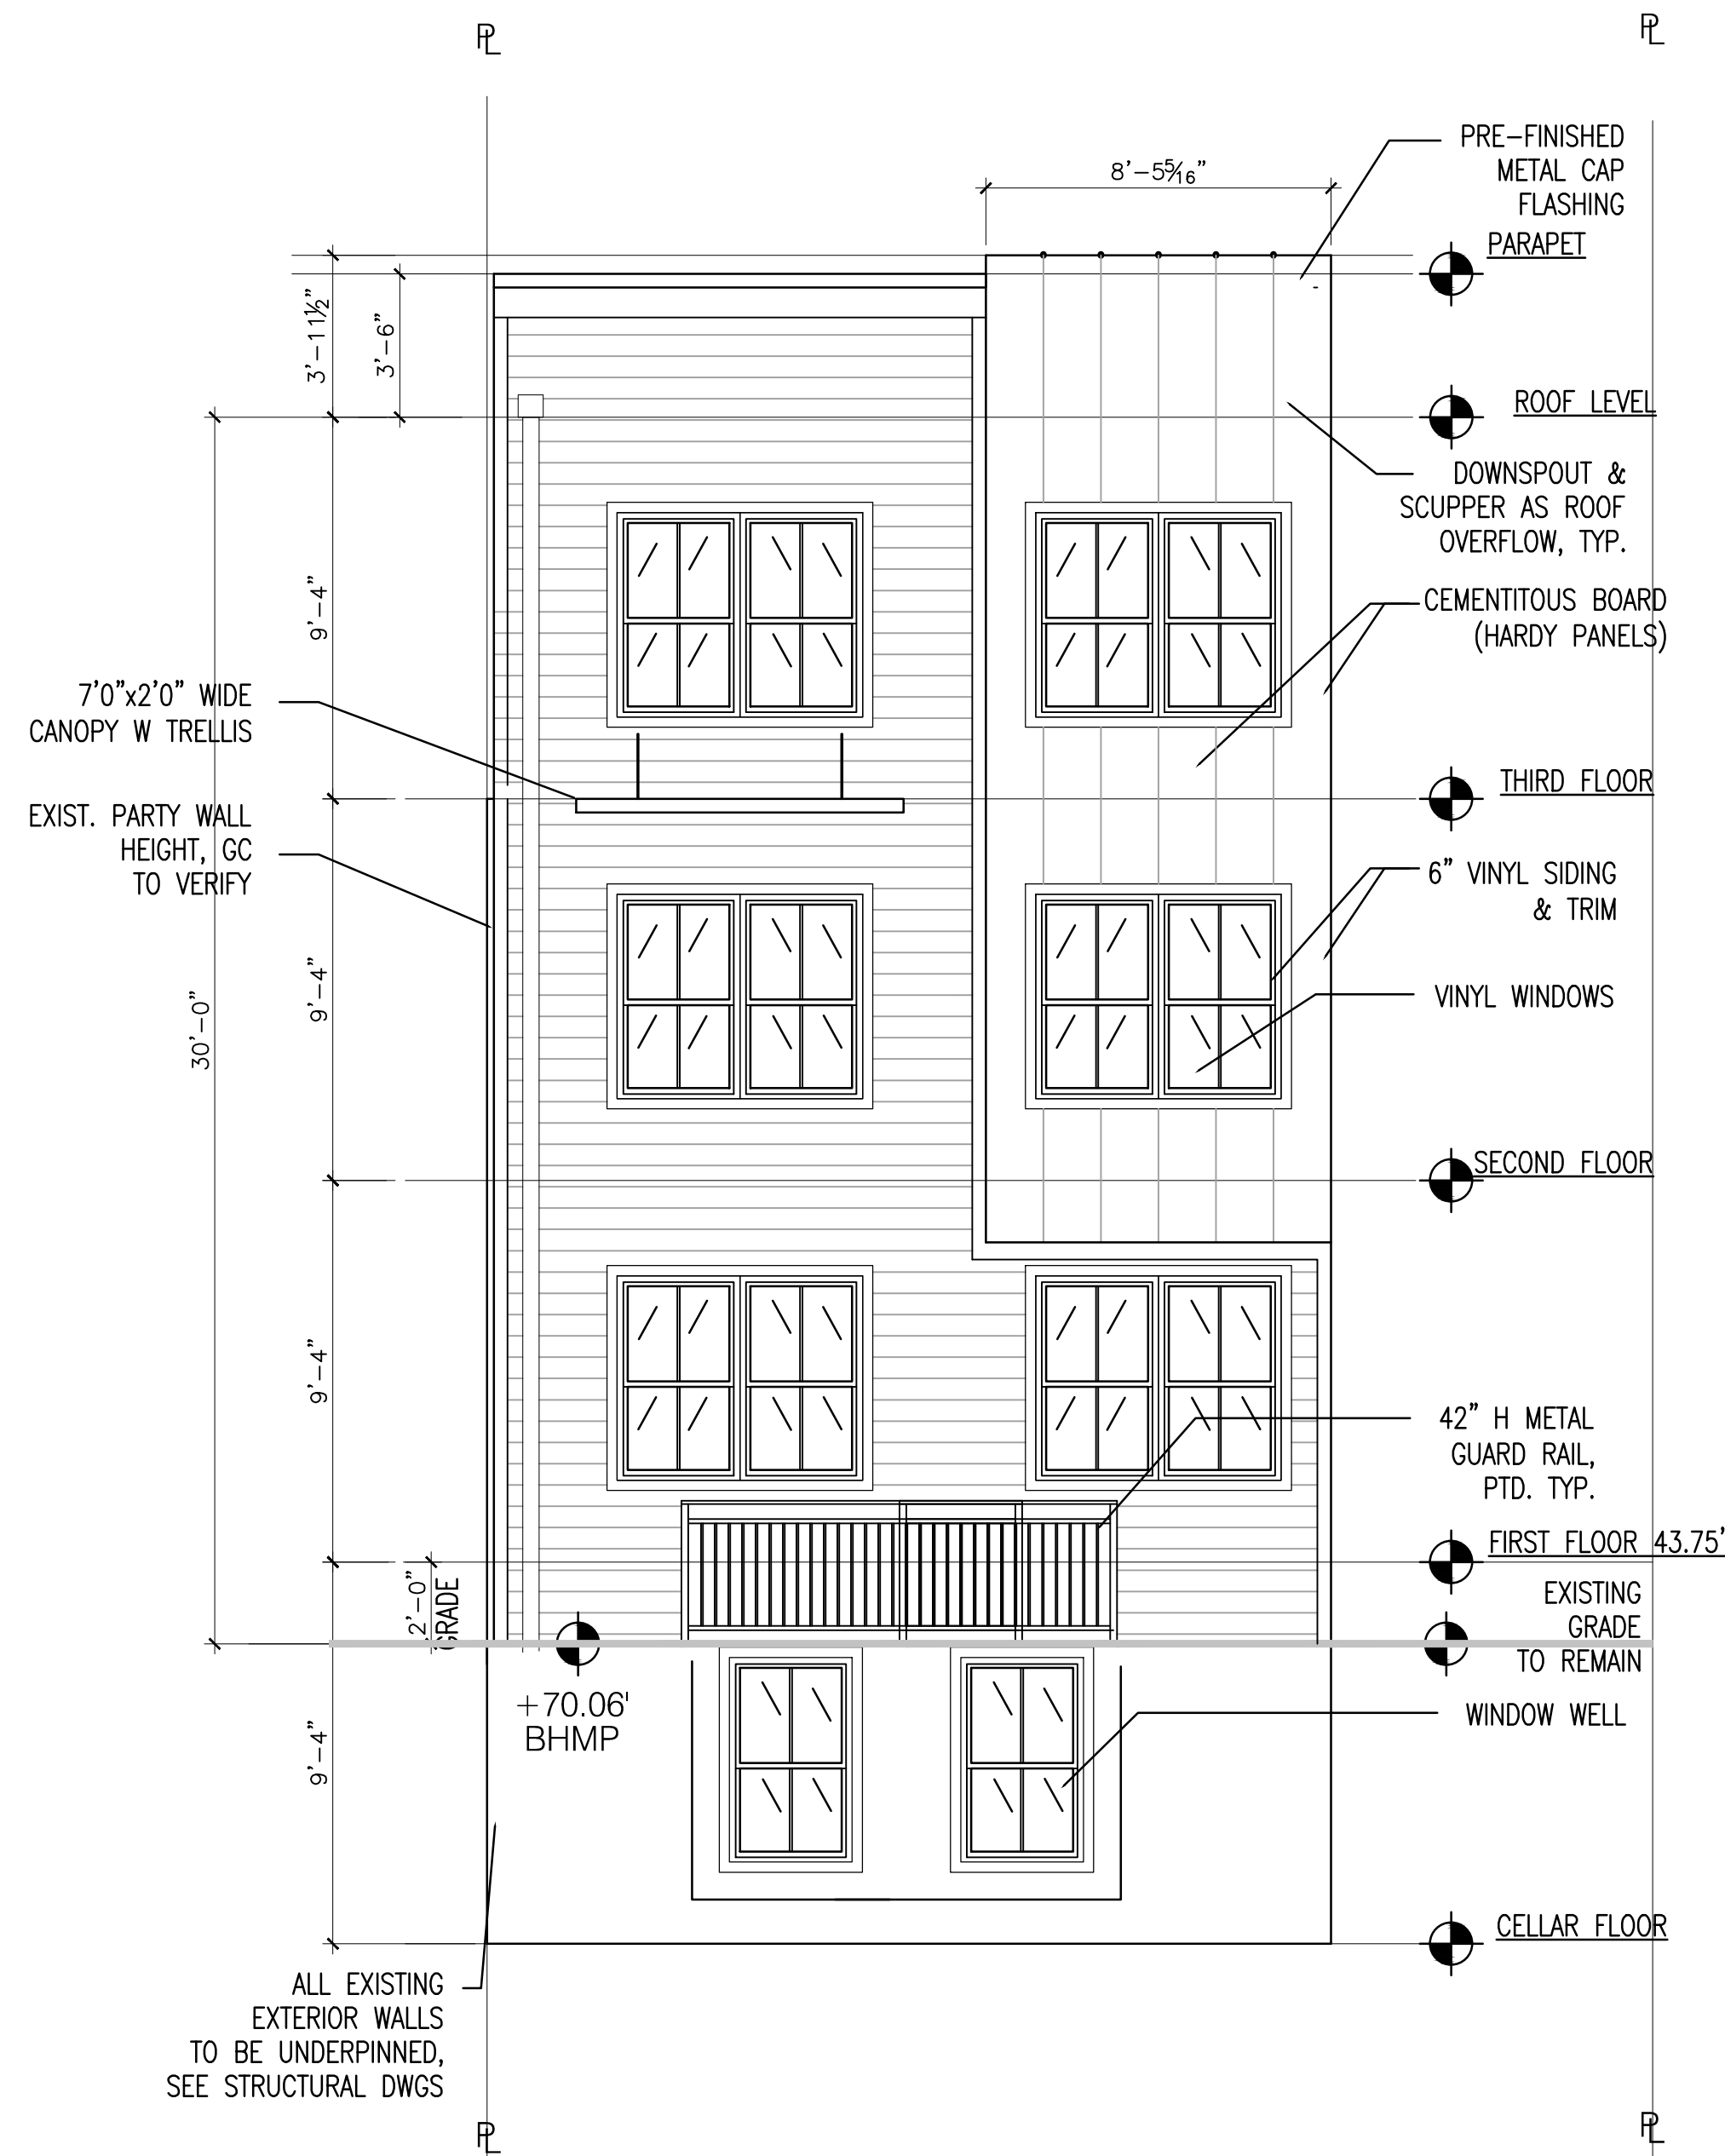 PL
PL
8'-5 5/16"
PRE-FINISHED
METAL CAP
FLASHING
PARAPET
3'-11 1/2"
3'-6"
ROOF LEVEL
DOWNSPOUT &
SCUPPER AS ROOF
OVERFLOW, TYP.
9'-4"
CEMENTITOUS BOARD
(HARDY PANELS)
7'0"x2'0" WIDE
CANOPY W TRELLIS
THIRD FLOOR
EXIST. PARTY WALL
HEIGHT, GC
TO VERIFY
6" VINYL SIDING
& TRIM
9'-4"
30'-0"
VINYL WINDOWS
SECOND FLOOR
9'-4"
42" H METAL
GUARD RAIL,
PTD. TYP.
FIRST FLOOR 43.75'
2'-0"
GRADE
EXISTING
GRADE
TO REMAIN
+70.06'
BHMP
WINDOW WELL
9'-4"
CELLAR FLOOR
ALL EXISTING
EXTERIOR WALLS
TO BE UNDERPINNED,
SEE STRUCTURAL DWGS
PL
PL